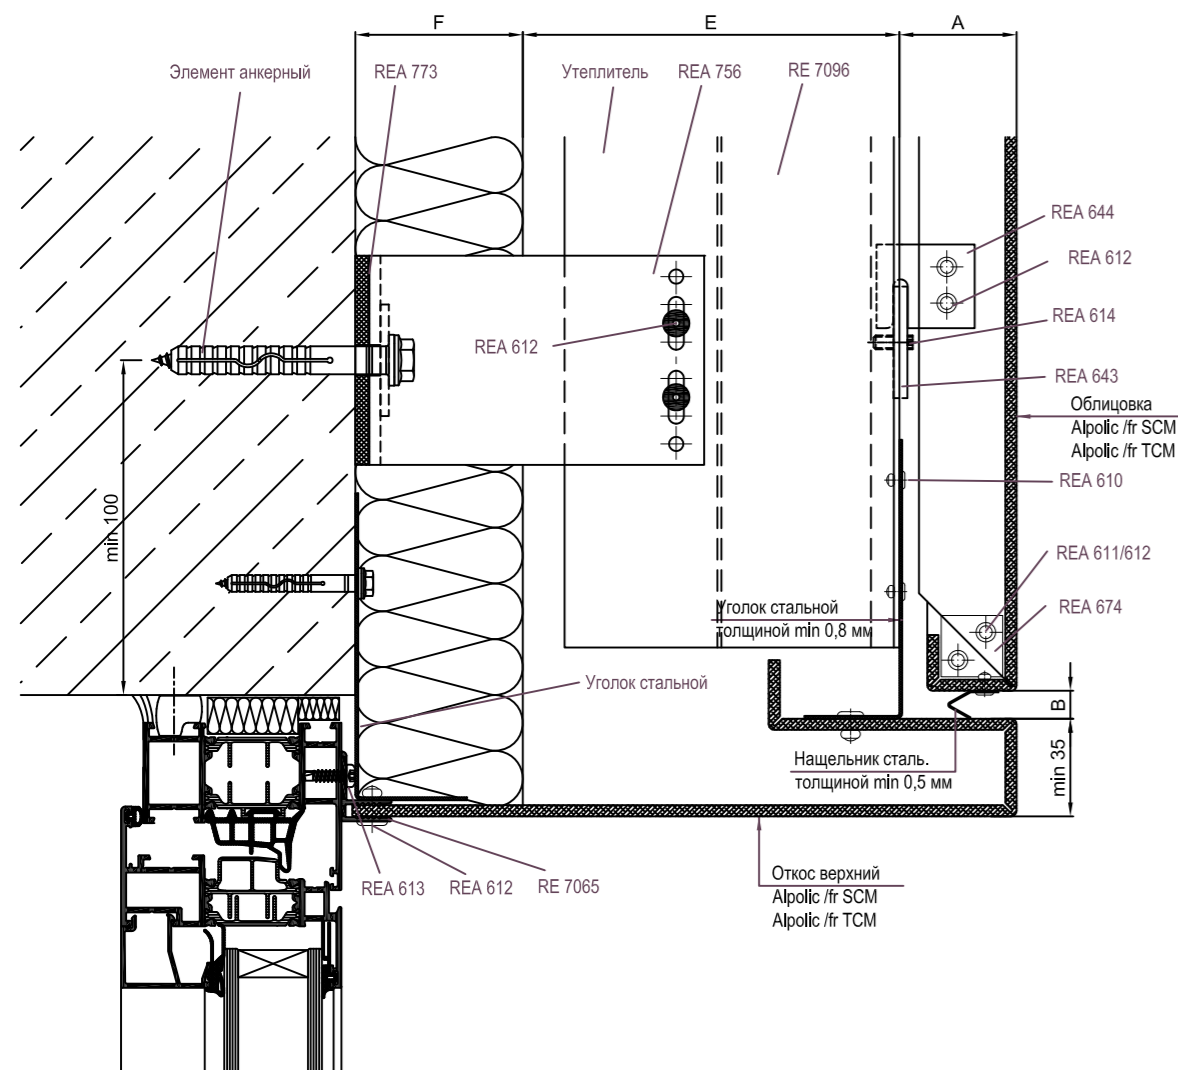 F
E
A
Элемент анкерный
REA 773
Утеплитель
REA 756
RE 7096
REA 644
REA 612
REA 614
REA 612
REA 643
Облицовка
Alpolic /fr SCM
Alpolic /fr TCM
REA 610
min 100
REA 611/612
REA 674
Уголок стальной
толщиной min 0,8 мм
Уголок стальной
B
Нащельник сталь.
толщиной min 0,5 мм
min 35
REA 613
REA 612
RE 7065
Откос верхний
Alpolic /fr SCM
Alpolic /fr TCM